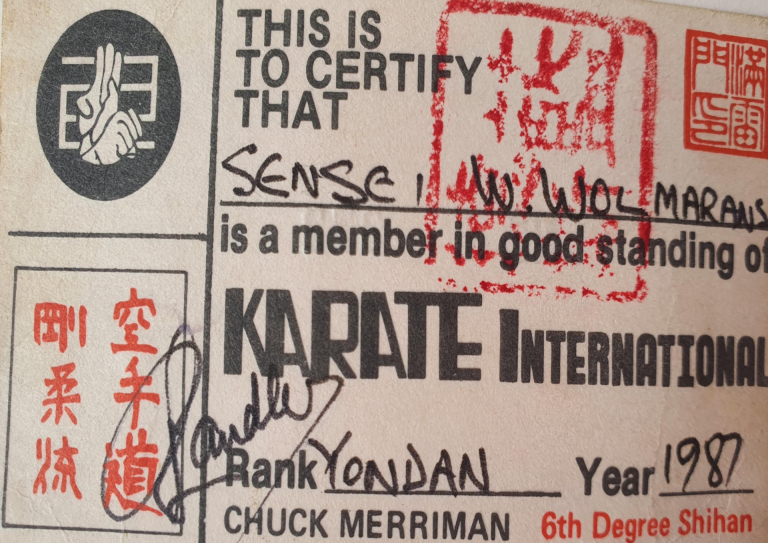 THIS IS
TO CERTIFY
THAT
SENSEI W. WOLMARANS
is a member in good standing of
KARATE INTERNATIONAL
Rank YONDAN Year 1987
CHUCK MERRIMAN 6th Degree Shihan
空手道
剛柔流